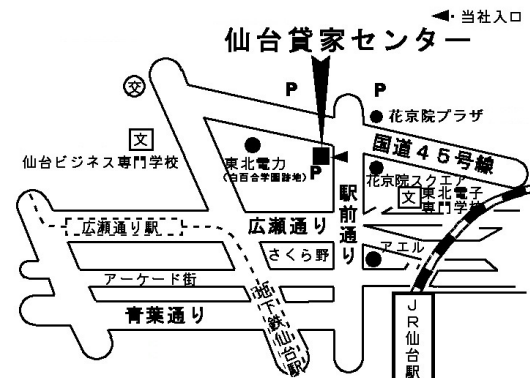 ◀・当社入口
仙台貸家センター
P
P
交
花京院プラザ
文
国道45号線
仙台ビジネス専門学校
東北電力
(白百合学園跡地)
P
花京院スクエア
文
東北電子
専門学校
駅前通り
広瀬通り駅
広瀬通り
さくら野
アエル
アーケード街
地下鉄仙台駅
青葉通り
JR仙台駅